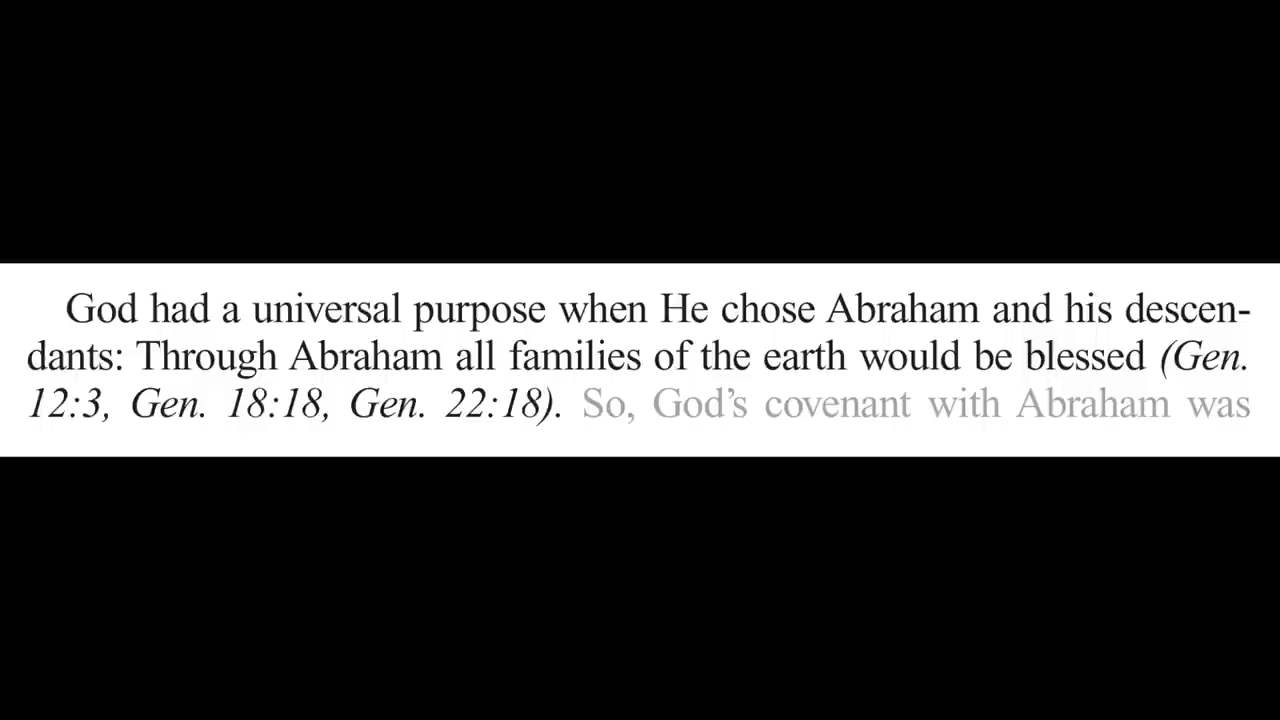 God had a universal purpose when He chose Abraham and his descen-
dants: Through Abraham all families of the earth would be blessed (Gen.
12:3, Gen. 18:18, Gen. 22:18). So, God’s covenant with Abraham was